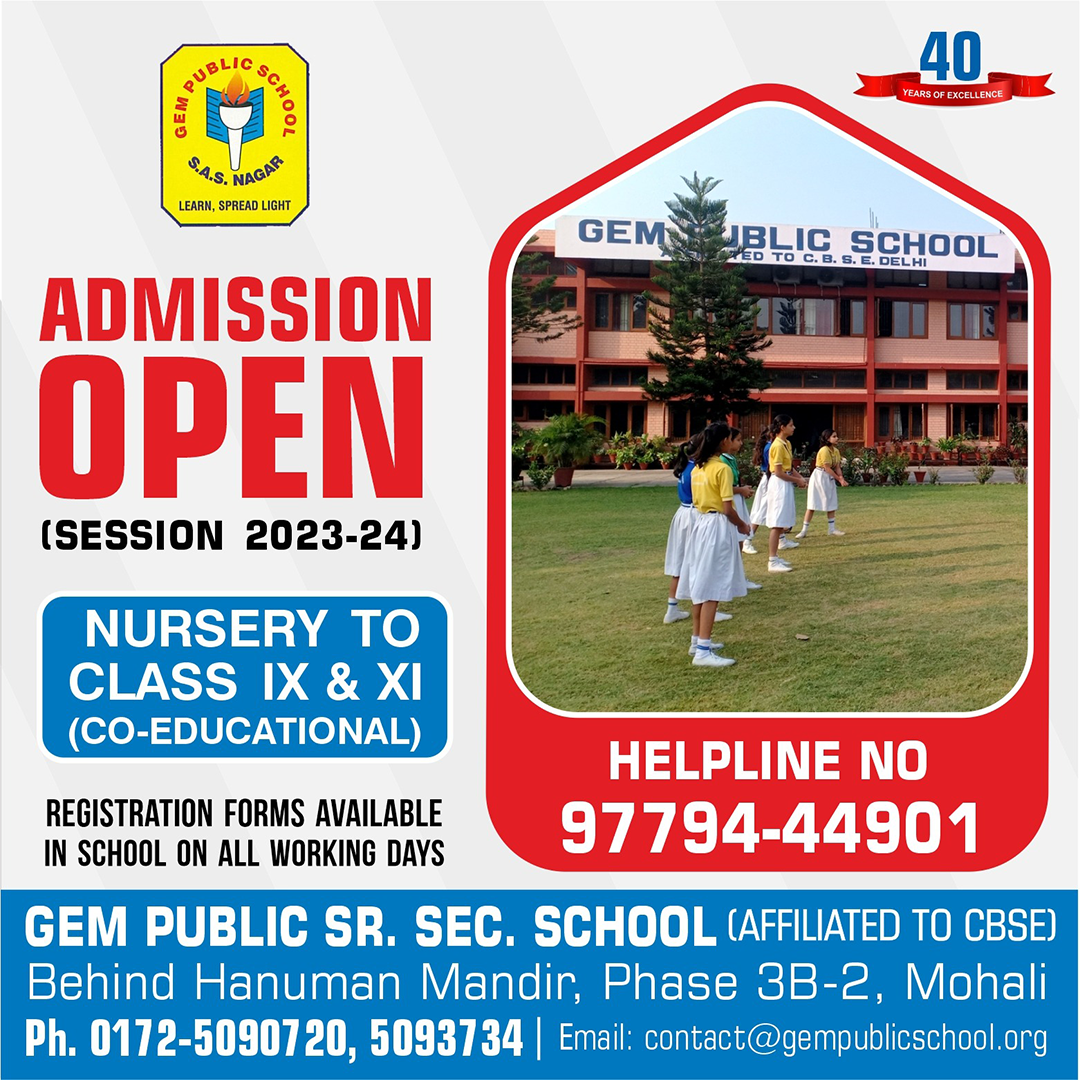 GEM PUBLIC SCHOOL
S.A.S. NAGAR
LEARN, SPREAD LIGHT
40
YEARS OF EXCELLENCE
ADMISSION
OPEN
(SESSION 2023-24)
NURSERY TO
CLASS IX & XI
(CO-EDUCATIONAL)
REGISTRATION FORMS AVAILABLE
IN SCHOOL ON ALL WORKING DAYS
GEM PUBLIC SCHOOL
TO C. B. S. E. DELHI
HELPLINE NO
97794-44901
GEM PUBLIC SR. SEC. SCHOOL (AFFILIATED TO CBSE)
Behind Hanuman Mandir, Phase 3B-2, Mohali
Ph. 0172-5090720, 5093734 | Email: contact@gempublicschool.org